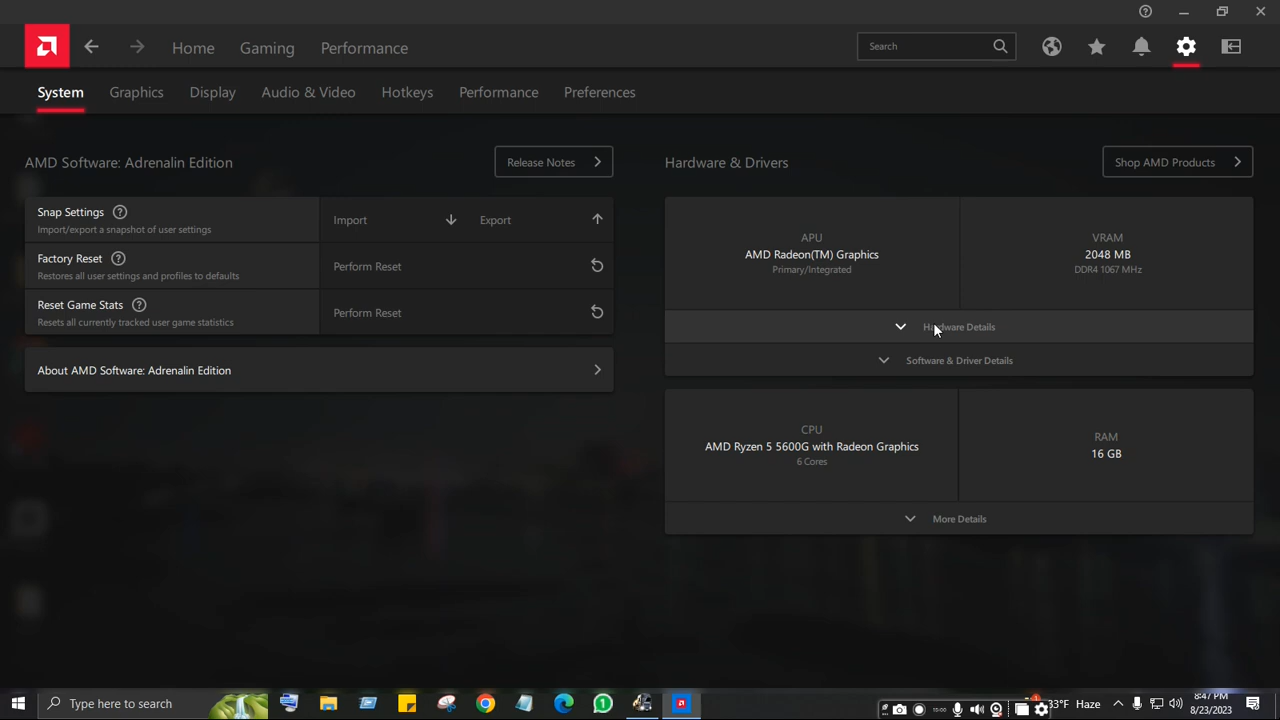 Home
Gaming
Performance
Search
System
Graphics
Display
Audio & Video
Hotkeys
Performance
Preferences
AMD Software: Adrenalin Edition
Release Notes
Snap Settings
Import/export a snapshot of user settings
Import
Export
Factory Reset
Restores all user settings and profiles to defaults
Perform Reset
Reset Game Stats
Resets all currently tracked user game statistics
Perform Reset
About AMD Software: Adrenalin Edition
Hardware & Drivers
Shop AMD Products
APU
AMD Radeon(TM) Graphics
Primary/Integrated
VRAM
2048 MB
DDR4 1067 MHz
Hardware Details
Software & Driver Details
CPU
AMD Ryzen 5 5600G with Radeon Graphics
6 Cores
RAM
16 GB
More Details
Type here to search
15:00
Haze
8:47 PM
8/23/2023